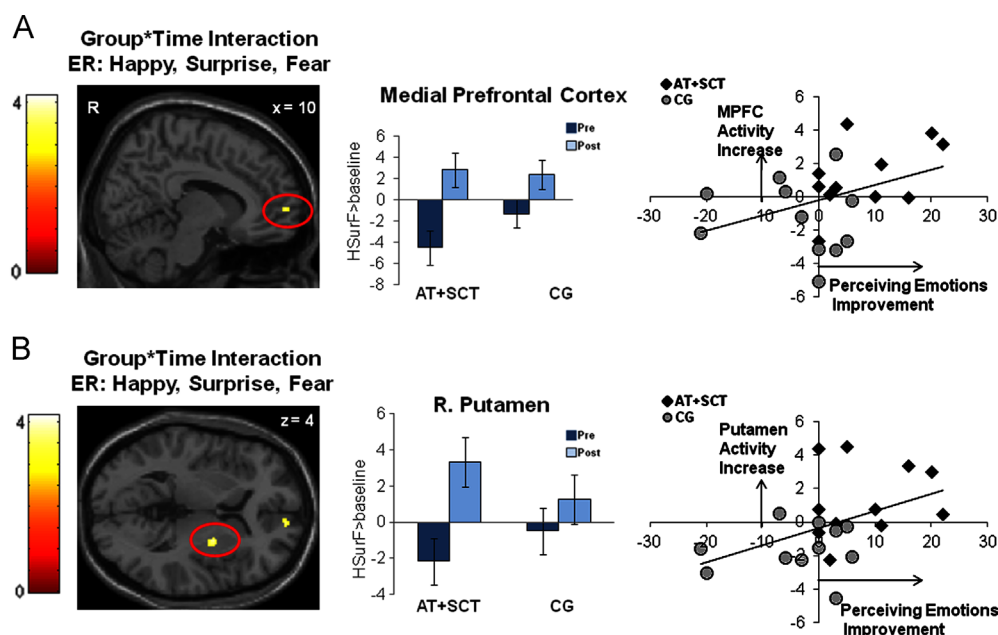 A
Group*Time Interaction
ER: Happy, Surprise, Fear
4
0
R
x = 10
Medial Prefrontal Cortex
HSurF>baseline
6
4
2
0
-2
-4
-6
-8
Pre
Post
AT+SCT
CG
AT+SCT
CG
MPFC
Activity
Increase
6
4
2
0
-2
-4
-6
-30
-20
-10
0
10
20
30
Perceiving Emotions
Improvement
B
Group*Time Interaction
ER: Happy, Surprise, Fear
4
0
z = 4
R. Putamen
HSurF>baseline
6
4
2
0
-2
-4
Pre
Post
AT+SCT
CG
AT+SCT
CG
Putamen
Activity
Increase
6
4
2
0
-2
-4
-6
-30
-20
-10
0
10
20
30
Perceiving Emotions
Improvement